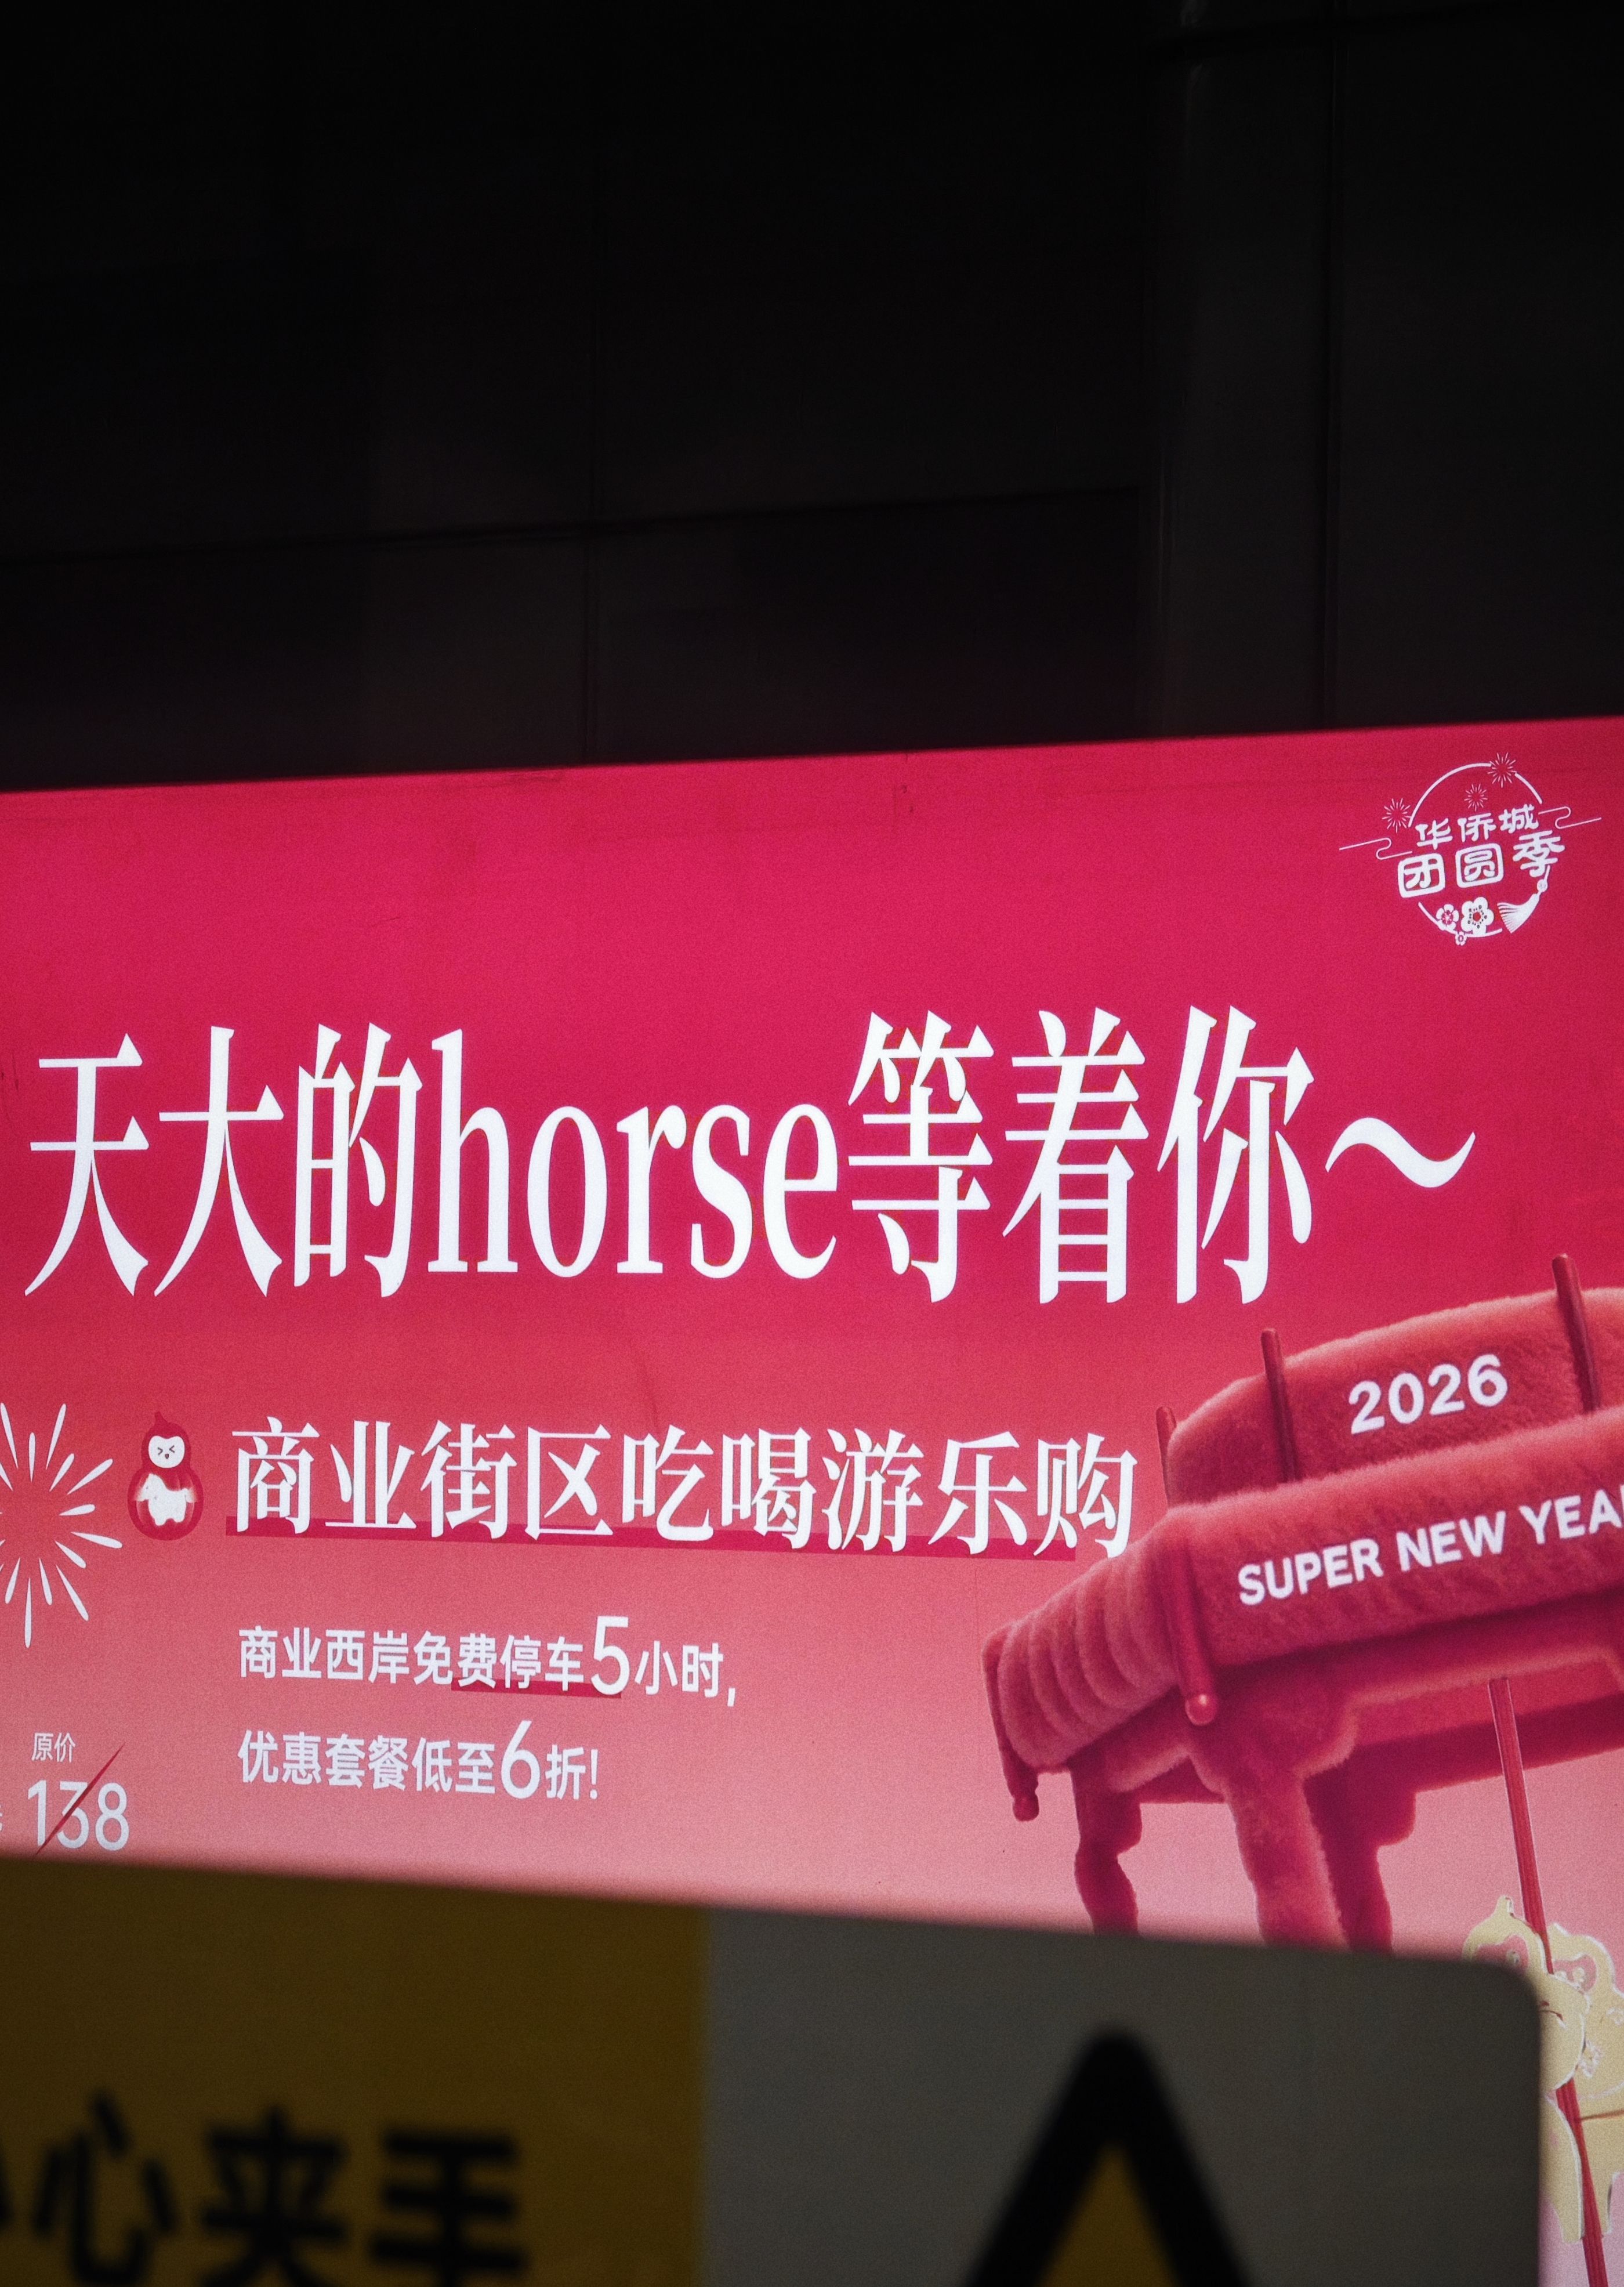 华侨城
团圆季
天大的horse等着你～
2026
SUPER NEW YEA
商业街区吃喝游乐购
商业西岸免费停车5小时，
优惠套餐低至6折！
原价
138
心夹手